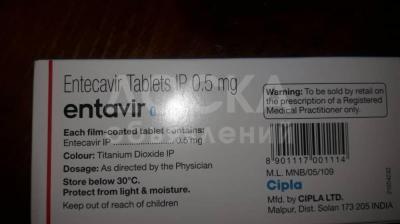 Entecavir Tablets IP 0.5 mg
entavir
Each film-coated tablet contains:
Entecavir IP ................ 0.5 mg
Colour: Titanium Dioxide IP
Dosage: As directed by the Physician
Store below 30°C.
Protect from light & moisture.
Keep out of reach of children
Warning: To be sold by retail on
the prescription of a Registered
Medical Practitioner only.
8 901117 001114
M.L. MNB/05/109
Cipla
Mfd. by CIPLA LTD.
Malpur, Dist. Solan 173 205 INDIA
ДОСКА
объявлений